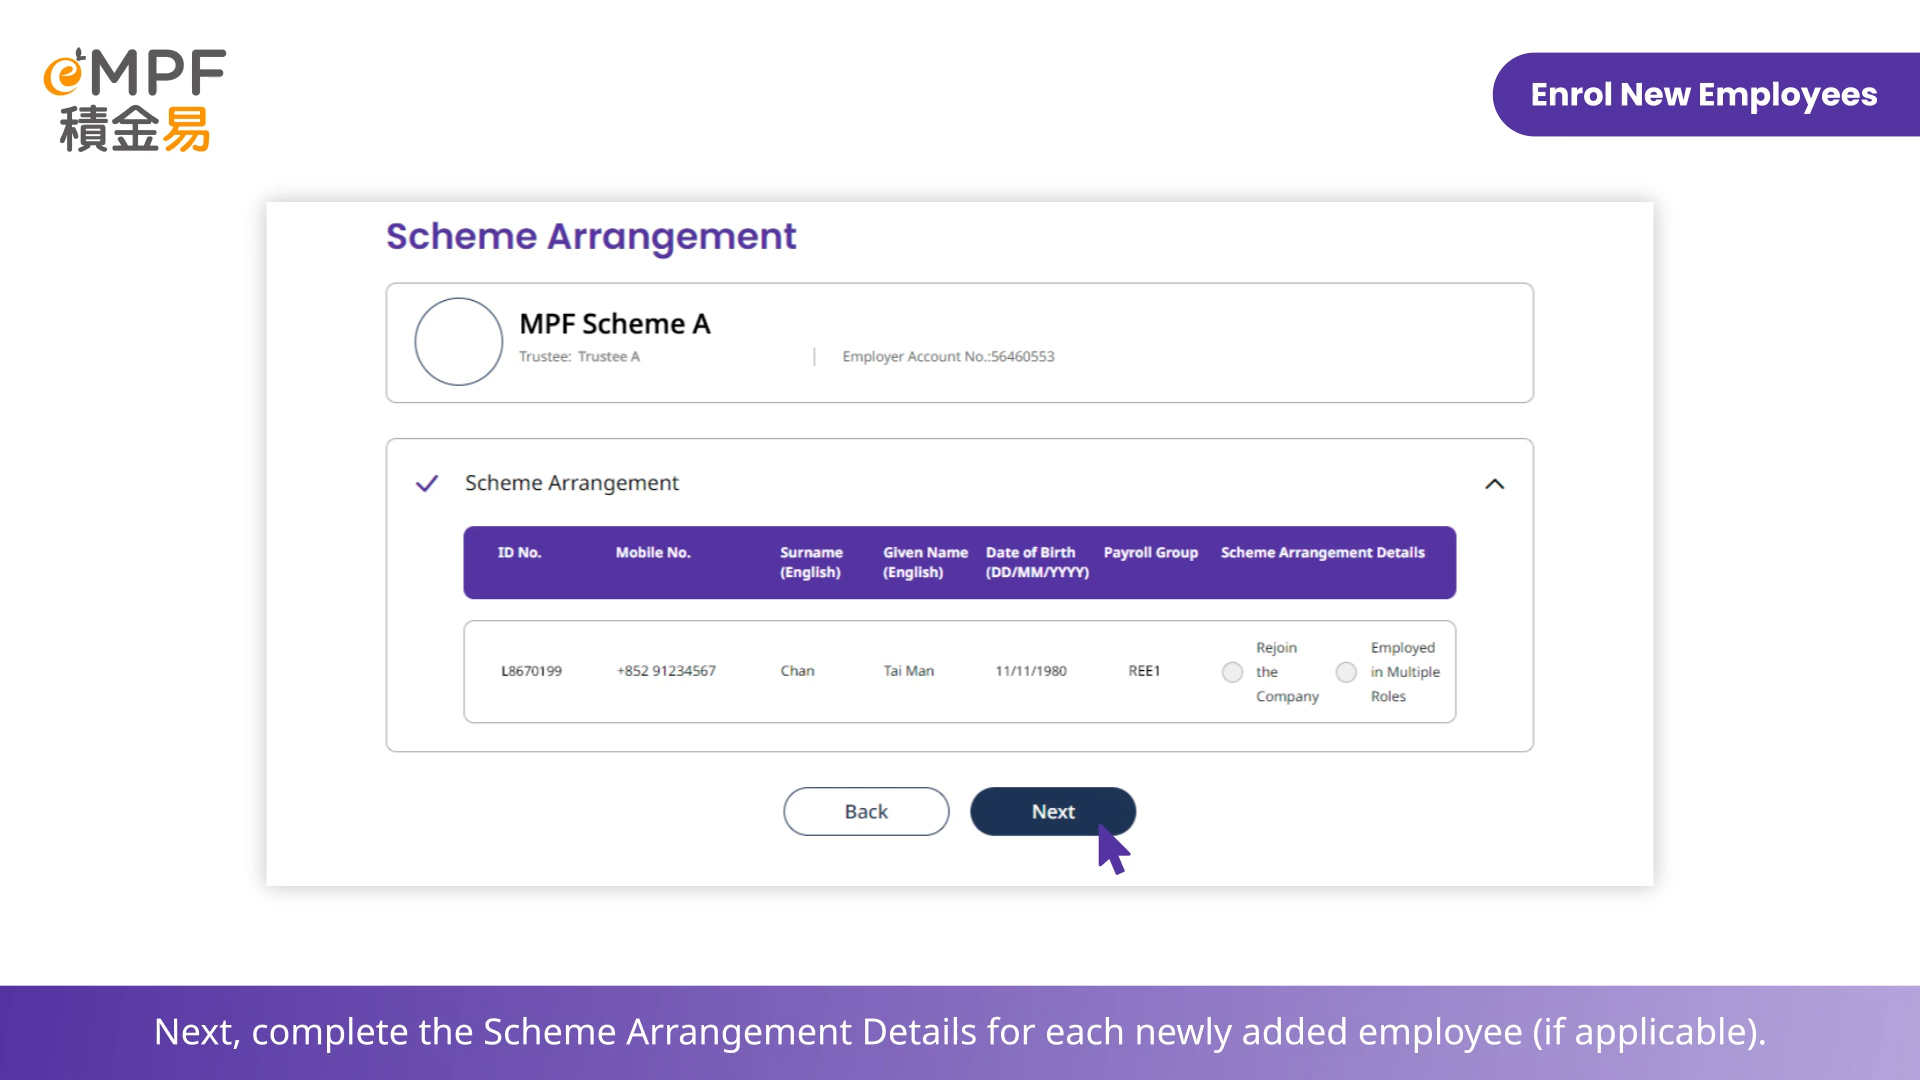 eMPF
積金易
Enrol New Employees
Scheme Arrangement
MPF Scheme A
Trustee: Trustee A | Employer Account No.:56460553
Scheme Arrangement
ID No. Mobile No. Surname (English) Given Name (English) Date of Birth (DD/MM/YYYY) Payroll Group Scheme Arrangement Details
L8670199 +852 91234567 Chan Tai Man 11/11/1980 REE1 Rejoin the Company Employed in Multiple Roles
Back Next
Next, complete the Scheme Arrangement Details for each newly added employee (if applicable).